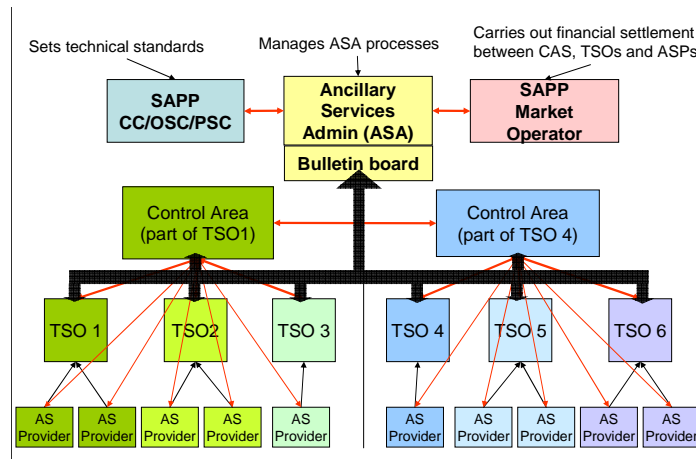 Sets technical standards
Manages ASA processes
Carries out financial settlement
between CAS, TSOs and ASPs
SAPP
CC/OSC/PSC
Ancillary
Services
Admin (ASA)
SAPP
Market
Operator
Bulletin board
Control Area
(part of TSO1)
Control Area
(part of TSO 4)
TSO 1
TSO2
TSO 3
TSO 4
TSO 5
TSO 6
AS
Provider
AS
Provider
AS
Provider
AS
Provider
AS
Provider
AS
Provider
AS
Provider
AS
Provider
AS
Provider
AS
Provider